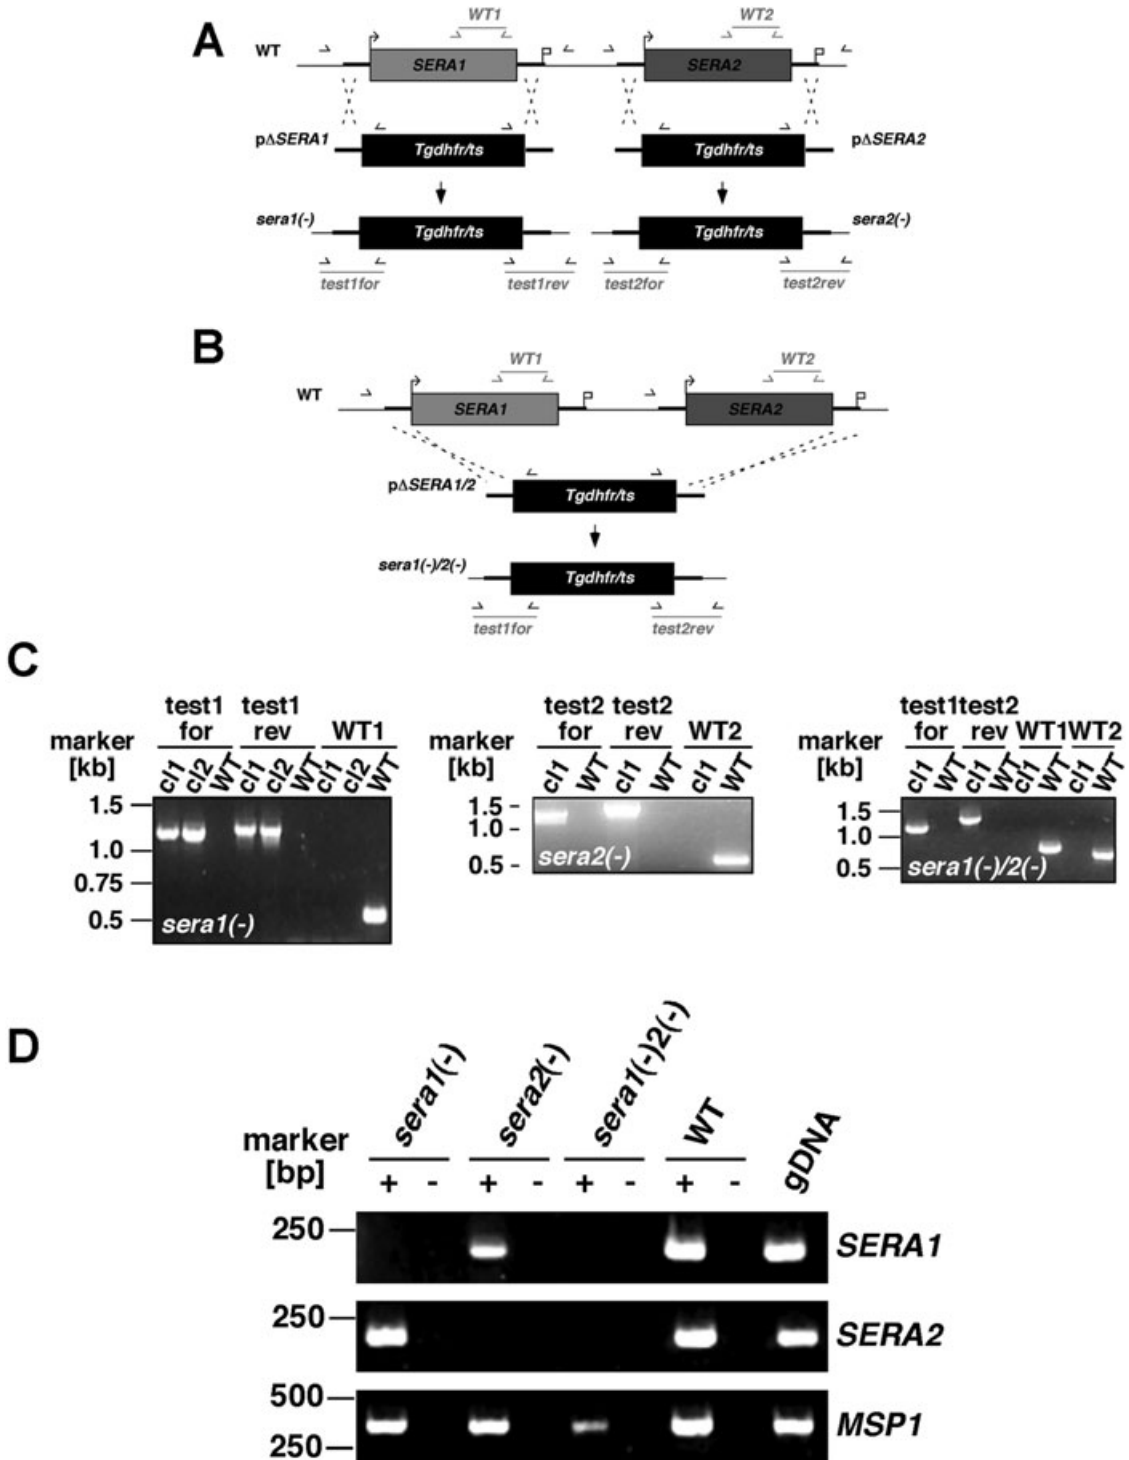 A
WT1
WT2
WT
SERA1
SERA2
pΔSERA1
Tgdhfr/ts
Tgdhfr/ts
pΔSERA2
sera1(-)
Tgdhfr/ts
Tgdhfr/ts
sera2(-)
test1for
test1rev
test2for
test2rev
B
WT1
WT2
WT
SERA1
SERA2
pΔSERA1/2
Tgdhfr/ts
sera1(-)/2(-)
Tgdhfr/ts
test1for
test2rev
C
marker
[kb]
test1
for
test1
rev
WT1
cl1 cl2 WT cl1 cl2 WT cl1 cl2 WT
1.5
1.0
0.75
0.5
sera1(-)
marker
[kb]
test2
for
test2
rev
WT2
cl1 WT cl1 WT cl1 WT
1.5
1.0
0.5
sera2(-)
marker
[kb]
test1
for
test2
rev
WT1
WT2
cl1 WT cl1 WT cl1 WT cl1 WT
1.5
1.0
0.5
sera1(-)/2(-)
D
marker
[bp]
sera1(-)
sera2(-)
sera1(-)2(-)
WT
gDNA
+ - + - + - + -
250
SERA1
250
SERA2
500
250
MSP1